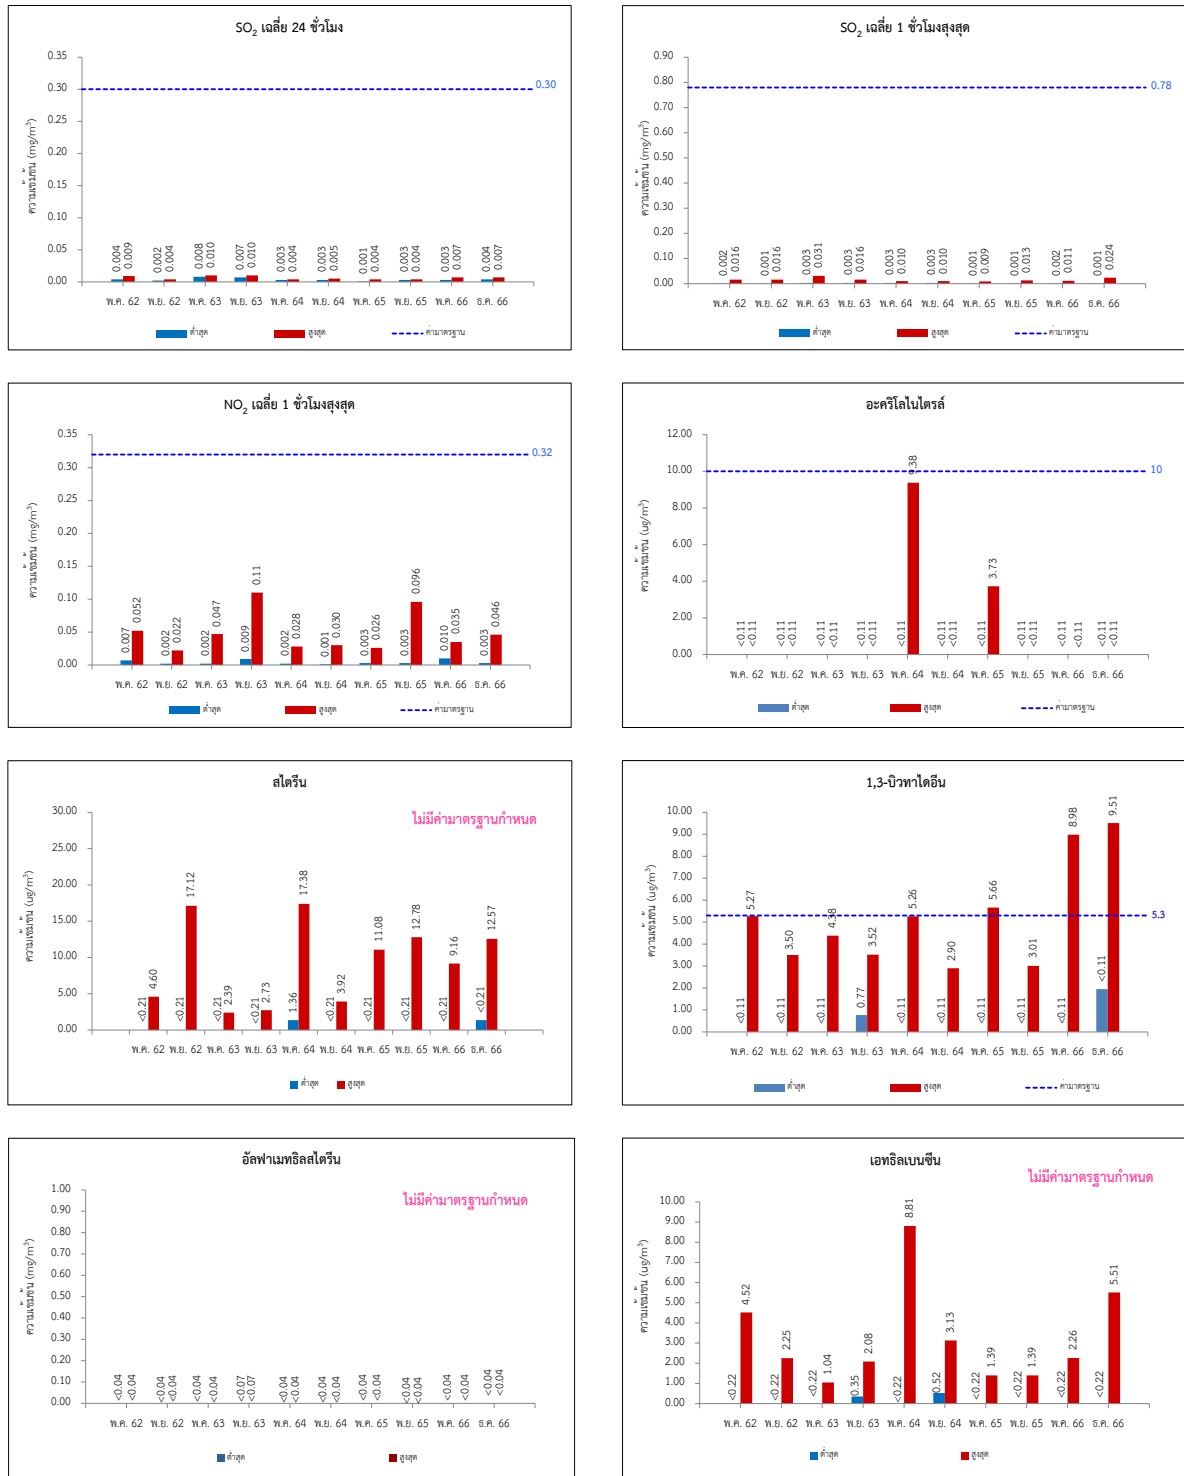 SO₂ เฉลี่ย 24 ชั่วโมง
ความเข้มข้น (mg/m³)
0.35
0.30
0.25
0.20
0.15
0.10
0.05
0.00
0.30
0.004 0.009 0.002 0.004 0.008 0.010 0.007 0.010 0.003 0.004 0.003 0.005 0.001 0.004 0.003 0.004 0.003 0.007 0.004 0.007
พ.ค. 62 พ.ย. 62 พ.ค. 63 พ.ย. 63 พ.ค. 64 พ.ย. 64 พ.ค. 65 พ.ย. 65 พ.ค. 66 ธ.ค. 66
ต่ำสุด สูงสุด ค่ามาตรฐาน
SO₂ เฉลี่ย 1 ชั่วโมงสูงสุด
ความเข้มข้น (mg/m³)
0.90
0.80
0.70
0.60
0.50
0.40
0.30
0.20
0.10
0.00
0.78
0.002 0.016 0.001 0.016 0.003 0.031 0.003 0.016 0.003 0.010 0.003 0.010 0.001 0.009 0.001 0.013 0.002 0.011 0.001 0.024
พ.ค. 62 พ.ย. 62 พ.ค. 63 พ.ย. 63 พ.ค. 64 พ.ย. 64 พ.ค. 65 พ.ย. 65 พ.ค. 66 ธ.ค. 66
ต่ำสุด สูงสุด ค่ามาตรฐาน
NO₂ เฉลี่ย 1 ชั่วโมงสูงสุด
ความเข้มข้น (mg/m³)
0.35
0.30
0.25
0.20
0.15
0.10
0.05
0.00
0.32
0.007 0.052 0.002 0.022 0.002 0.047 0.009 0.11 0.002 0.028 0.001 0.030 0.003 0.026 0.003 0.096 0.010 0.035 0.003 0.046
พ.ค. 62 พ.ย. 62 พ.ค. 63 พ.ย. 63 พ.ค. 64 พ.ย. 64 พ.ค. 65 พ.ย. 65 พ.ค. 66 ธ.ค. 66
ต่ำสุด สูงสุด ค่ามาตรฐาน
อะคริโลไนไตรล์
ความเข้มข้น (ug/m³)
12.00
10.00
8.00
6.00
4.00
2.00
0.00
10
<0.11 <0.11 <0.11 <0.11 <0.11 <0.11 <0.11 <0.11 <0.11 9.38 <0.11 <0.11 <0.11 3.73 <0.11 <0.11 <0.11 <0.11 <0.11 <0.11
พ.ค. 62 พ.ย. 62 พ.ค. 63 พ.ย. 63 พ.ค. 64 พ.ย. 64 พ.ค. 65 พ.ย. 65 พ.ค. 66 ธ.ค. 66
ต่ำสุด สูงสุด ค่ามาตรฐาน
สไตรีน
ไม่มีค่ามาตรฐานกำหนด
ความเข้มข้น (ug/m³)
30.00
25.00
20.00
15.00
10.00
5.00
0.00
<0.21 4.60 <0.21 17.12 <0.21 2.39 <0.21 2.73 1.36 17.38 <0.21 3.92 <0.21 11.08 <0.21 12.78 <0.21 9.16 <0.21 12.57
พ.ค. 62 พ.ย. 62 พ.ค. 63 พ.ย. 63 พ.ค. 64 พ.ย. 64 พ.ค. 65 พ.ย. 65 พ.ค. 66 ธ.ค. 66
ต่ำสุด สูงสุด
1,3-บิวทาไดอีน
ความเข้มข้น (ug/m³)
10.00
9.00
8.00
7.00
6.00
5.00
4.00
3.00
2.00
1.00
0.00
5.3
<0.11 5.27 <0.11 3.50 <0.11 4.38 0.77 3.52 <0.11 5.26 <0.11 2.90 <0.11 5.66 <0.11 3.01 <0.11 8.98 <0.11 9.51
พ.ค. 62 พ.ย. 62 พ.ค. 63 พ.ย. 63 พ.ค. 64 พ.ย. 64 พ.ค. 65 พ.ย. 65 พ.ค. 66 ธ.ค. 66
ต่ำสุด สูงสุด ค่ามาตรฐาน
อัลฟาเมทธิลสไตรีน
ไม่มีค่ามาตรฐานกำหนด
ความเข้มข้น (mg/m³)
1.00
0.90
0.80
0.70
0.60
0.50
0.40
0.30
0.20
0.10
0.00
<0.04 <0.04 <0.04 <0.04 <0.04 <0.04 <0.07 <0.07 <0.04 <0.04 <0.04 <0.04 <0.04 <0.04 <0.04 <0.04 <0.04 <0.04 <0.04 <0.04
พ.ค. 62 พ.ย. 62 พ.ค. 63 พ.ย. 63 พ.ค. 64 พ.ย. 64 พ.ค. 65 พ.ย. 65 พ.ค. 66 ธ.ค. 66
ต่ำสุด สูงสุด
เอทธิลเบนซีน
ไม่มีค่ามาตรฐานกำหนด
ความเข้มข้น (ug/m³)
10.00
9.00
8.00
7.00
6.00
5.00
4.00
3.00
2.00
1.00
0.00
<0.22 4.52 <0.22 2.25 <0.22 1.04 0.35 2.08 <0.22 8.81 0.52 3.13 <0.22 1.39 <0.22 1.39 <0.22 2.26 <0.22 5.51
พ.ค. 62 พ.ย. 62 พ.ค. 63 พ.ย. 63 พ.ค. 64 พ.ย. 64 พ.ค. 65 พ.ย. 65 พ.ค. 66 ธ.ค. 66
ต่ำสุด สูงสุด